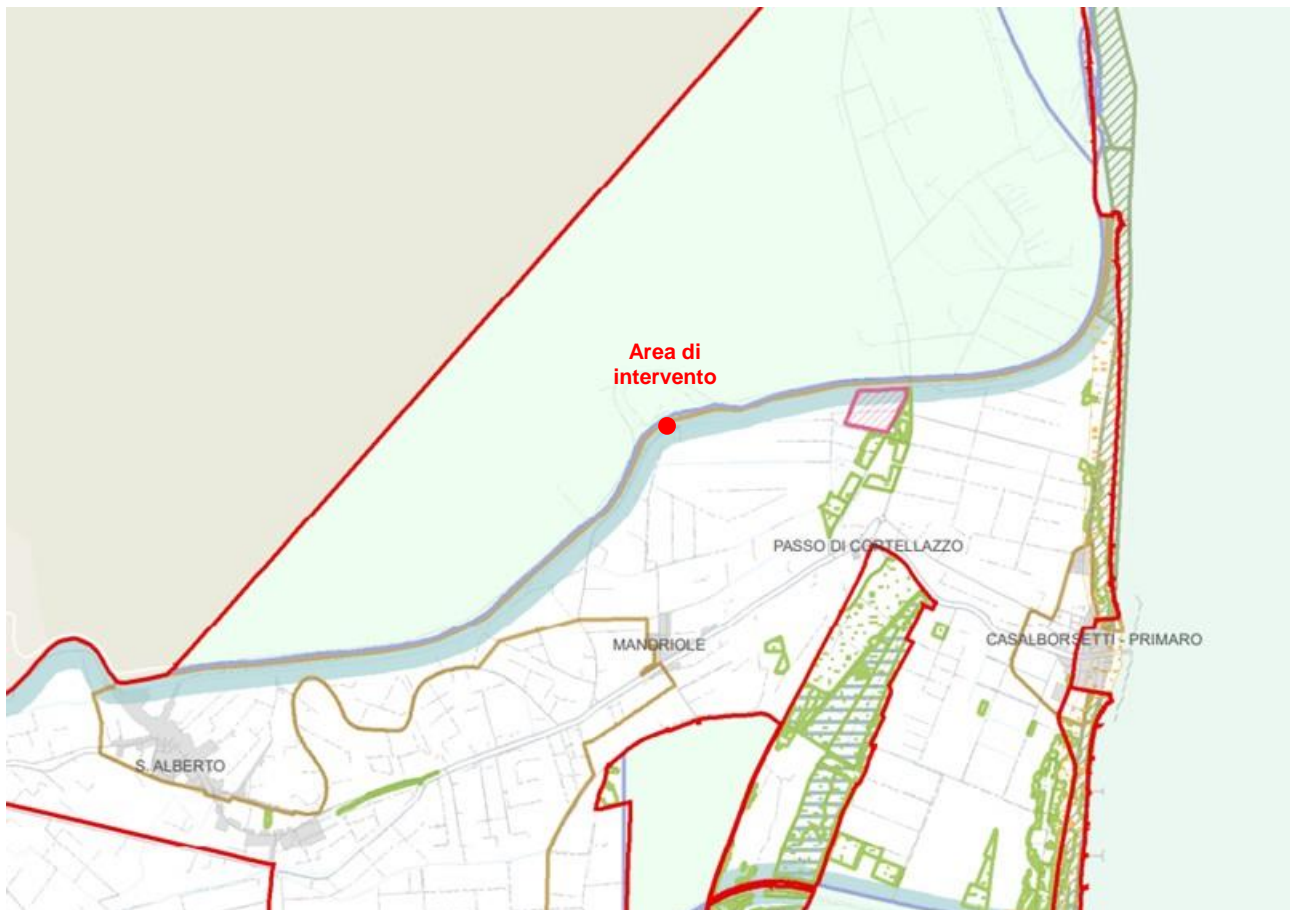 Area di
intervento
PASSO DI CORTELLAZZO
MANDRIOLE
CASALBORSETTI - PRIMARO
S. ALBERTO